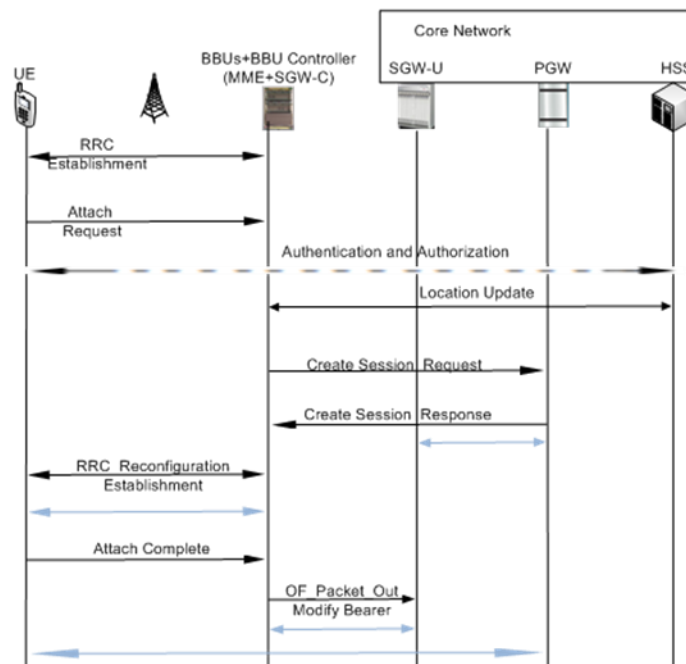 Core Network
BBUs+BBU Controller
(MME+SGW-C)
UE
SGW-U
PGW
HSS
RRC
Establishment
Attach
Request
Authentication and Authorization
Location Update
Create Session Request
Create Session Response
RRC Reconfiguration
Establishment
Attach Complete
OF_Packet_Out
Modify Bearer